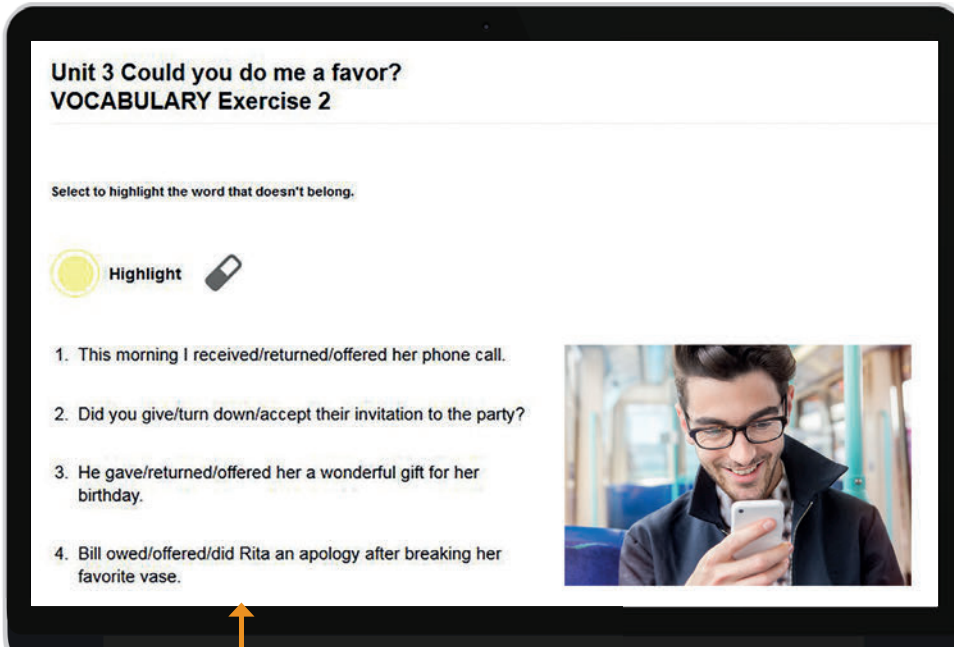 Unit 3 Could you do me a favor?
VOCABULARY Exercise 2
Select to highlight the word that doesn't belong.
Highlight
1. This morning I received/returned/offered her phone call.
2. Did you give/turn down/accept their invitation to the party?
3. He gave/returned/offered her a wonderful gift for her
birthday.
4. Bill owed/offered/did Rita an apology after breaking her
favorite vase.